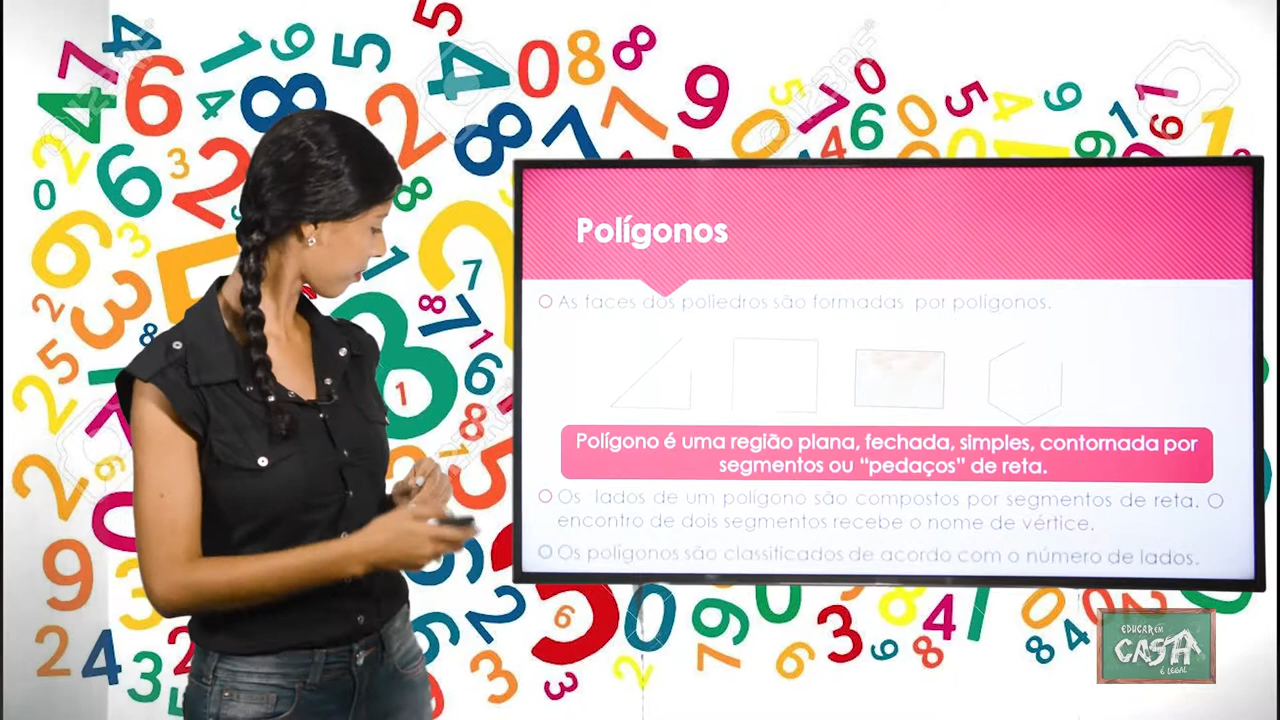 Polígonos
As faces dos poliedros são formadas por polígonos.
Polígono é uma região plana, fechada, simples, contornada por
segmentos ou “pedaços” de reta.
Os lados de um polígono são compostos por segmentos de reta. O
encontro de dois segmentos recebe o nome de vértice.
Os polígonos são classificados de acordo com o número de lados.
EDUCAR EM
CASA
É LEGAL